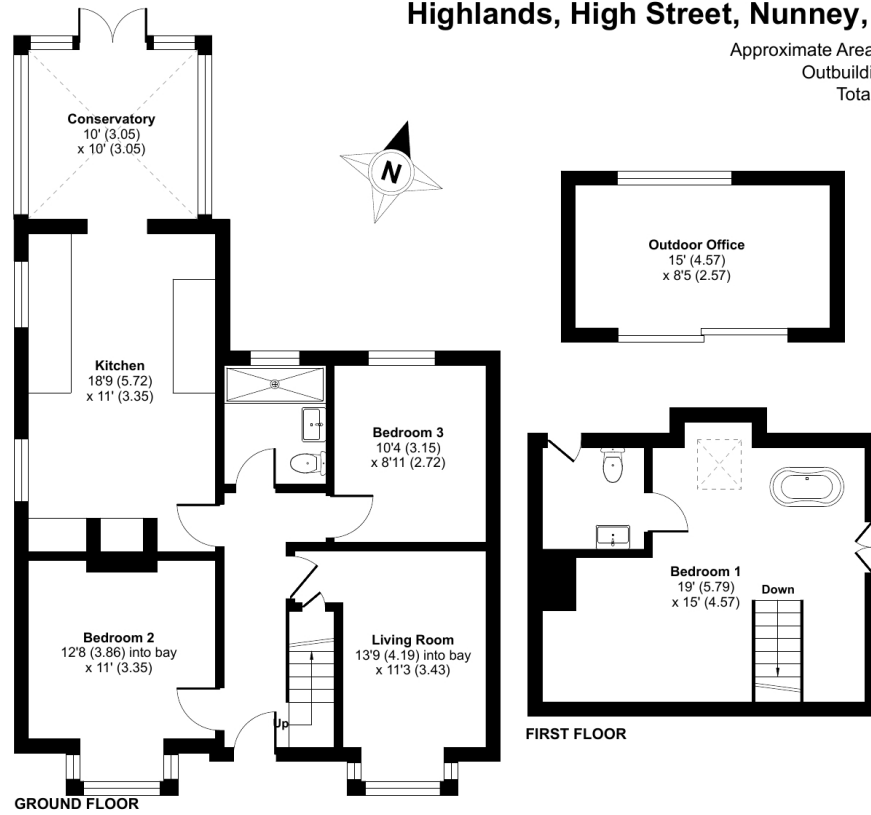 Highlands, High Street, Nunney,
Approximate Area
Outbuildi
Tota
Conservatory
10' (3.05)
x 10' (3.05)
N
Outdoor Office
15' (4.57)
x 8'5 (2.57)
Kitchen
18'9 (5.72)
x 11' (3.35)
Bedroom 3
10'4 (3.15)
x 8'11 (2.72)
Bedroom 1
19' (5.79)
x 15' (4.57)
Down
Bedroom 2
12'8 (3.86) into bay
x 11' (3.35)
Living Room
13'9 (4.19) into bay
x 11'3 (3.43)
Up
FIRST FLOOR
GROUND FLOOR